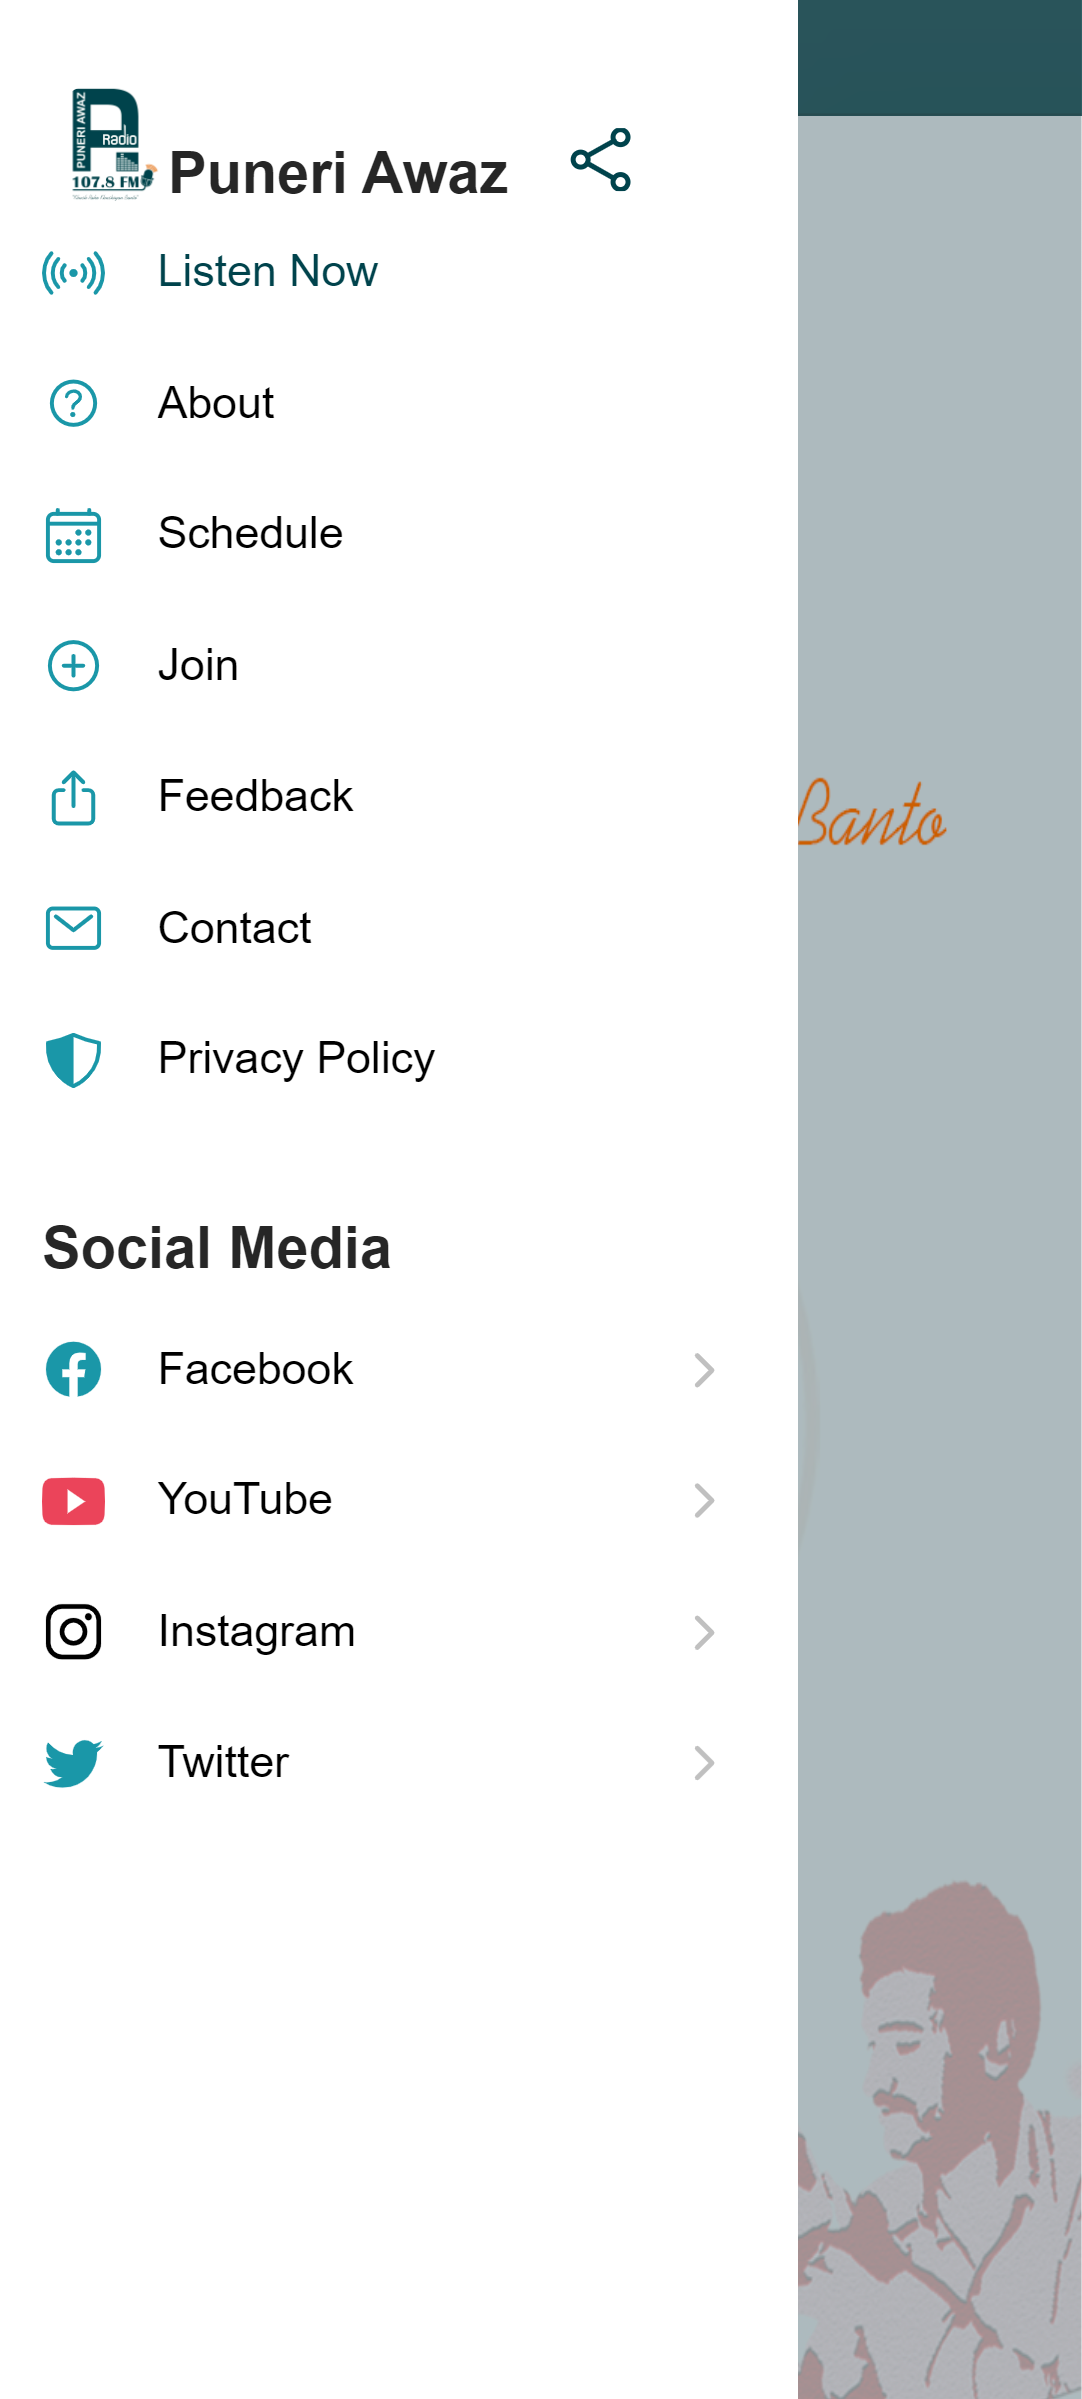 PUNERI AWAZ
Radio
107.8 FM
Puneri Awaz
Listen Now
About
Schedule
Join
Feedback
Contact
Privacy Policy
Banto
Social Media
Facebook
YouTube
Instagram
Twitter